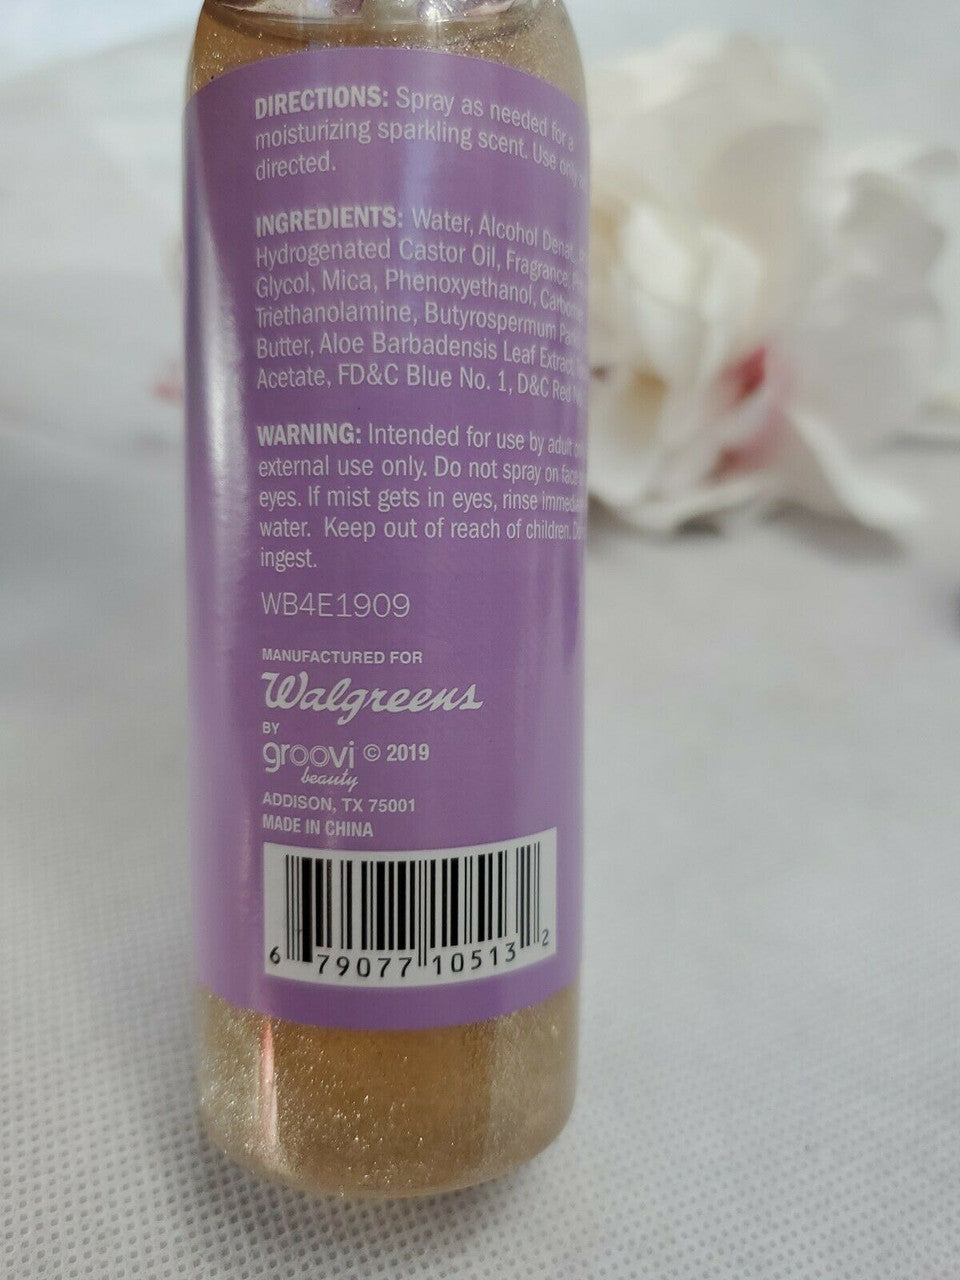 DIRECTIONS: Spray as needed for a
moisturizing sparkling scent. Use only
directed.
INGREDIENTS: Water, Alcohol Denat.,
Hydrogenated Castor Oil, Fragrance,
Glycol, Mica, Phenoxyethanol,
Triethanolamine, Butyrospermum
Butter, Aloe Barbadensis Leaf Extract,
Acetate, FD&C Blue No. 1, D&C Red
WARNING: Intended for use by adult
external use only. Do not spray on face
eyes. If mist gets in eyes, rinse
water. Keep out of reach of children.
ingest.
WB4E1909
MANUFACTURED FOR
Walgreens
BY
groovi © 2019
beauty
ADDISON, TX 75001
MADE IN CHINA
6 79077 10513 2